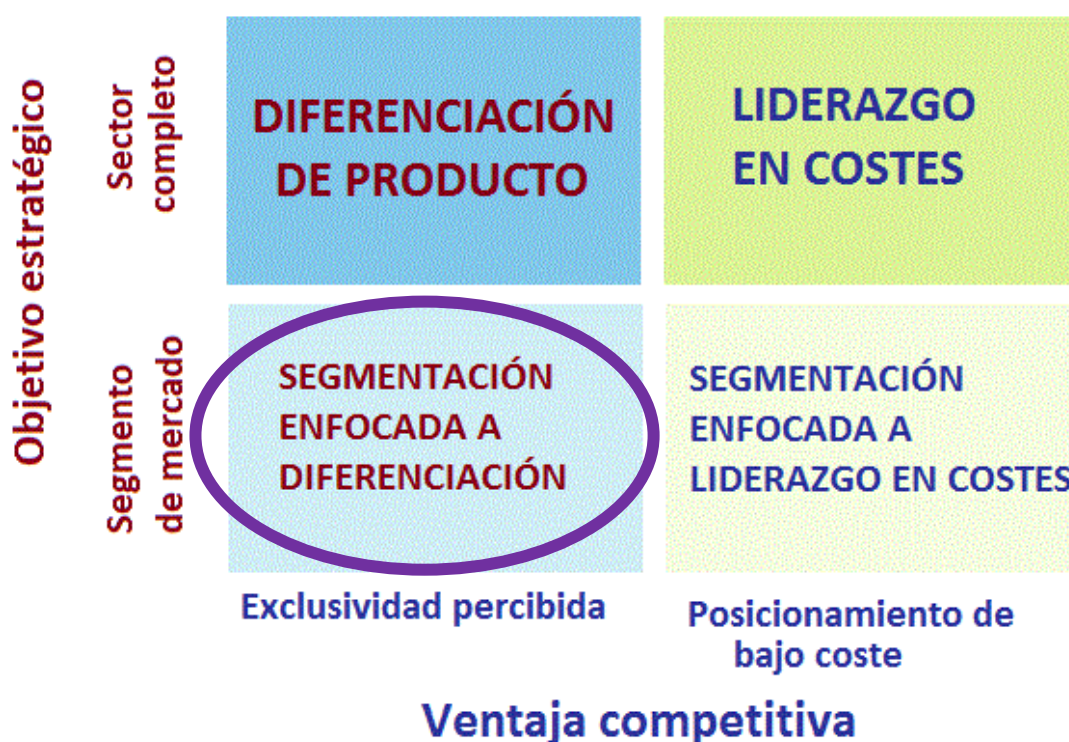 Objetivo estratégico
Sector
completo
DIFERENCIACIÓN
DE PRODUCTO
LIDERAZGO
EN COSTES
Segmento
de mercado
SEGMENTACIÓN
ENFOCADA A
DIFERENCIACIÓN
SEGMENTACIÓN
ENFOCADA A
LIDERAZGO EN COSTES
Exclusividad percibida
Posicionamiento de
bajo coste
Ventaja competitiva